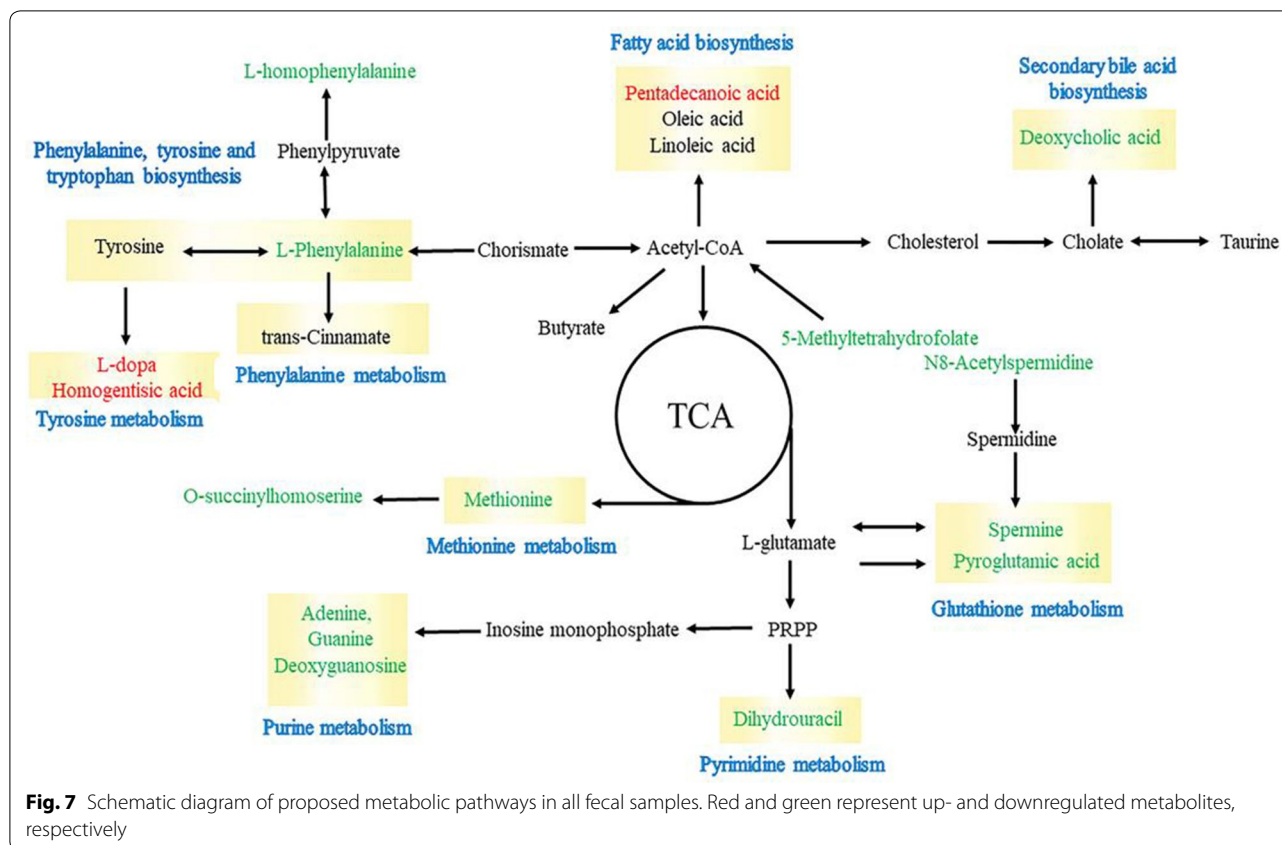 Fatty acid biosynthesis
L-homophenylalanine
Secondary bile acid
biosynthesis
Pentadecanoic acid
Oleic acid
Linoleic acid
Deoxycholic acid
Phenylalanine, tyrosine and
tryptophan biosynthesis
Phenylpyruvate
Tyrosine
L-Phenylalanine
Chorismate
Acetyl-CoA
Cholesterol
Cholate
Taurine
Butyrate
trans-Cinnamate
Phenylalanine metabolism
5-Methyltetrahydrofolate
N8-Acetylspermidine
L-dopa
Homogentisic acid
Tyrosine metabolism
TCA
Spermidine
O-succinylhomoserine
Methionine
Methionine metabolism
L-glutamate
Spermine
Pyroglutamic acid
Glutathione metabolism
Adenine,
Guanine
Deoxyguanosine
Inosine monophosphate
PRPP
Purine metabolism
Dihydrouracil
Pyrimidine metabolism
Fig. 7 Schematic diagram of proposed metabolic pathways in all fecal samples. Red and green represent up- and downregulated metabolites,
respectively